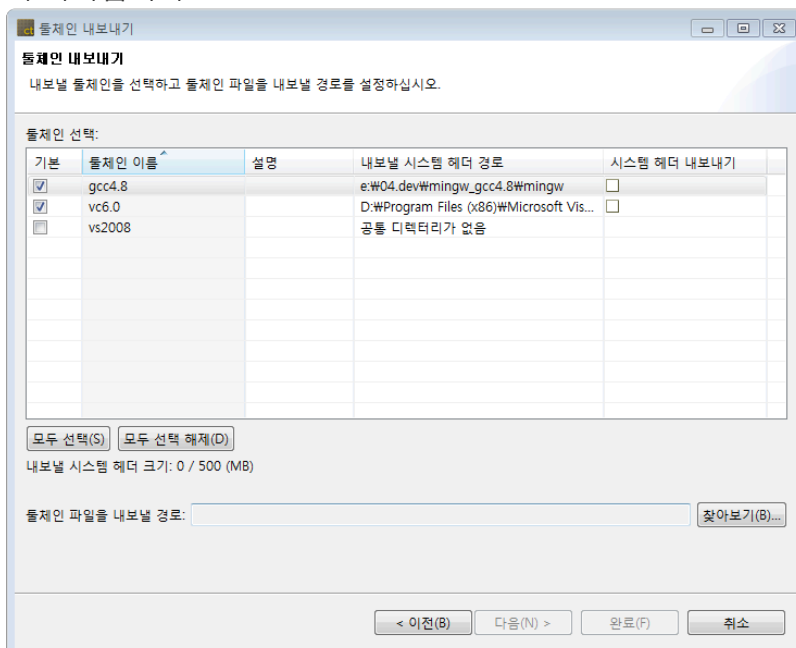 ct 툴체인 내보내기
툴체인 내보내기
내보낼 툴체인을 선택하고 툴체인 파일을 내보낼 경로를 설정하십시오.
툴체인 선택:
기본 툴체인 이름 설명 내보낼 시스템 헤더 경로 시스템 헤더 내보내기
gcc4.8 e:₩04.dev₩mingw_gcc4.8₩mingw
vc6.0 D:₩Program Files (x86)₩Microsoft Vis...
vs2008 공통 디렉터리가 없음
모두 선택(S) 모두 선택 해제(D)
내보낼 시스템 헤더 크기: 0 / 500 (MB)
툴체인 파일을 내보낼 경로: 찾아보기(B)...
< 이전(B) 다음(N) > 완료(F) 취소